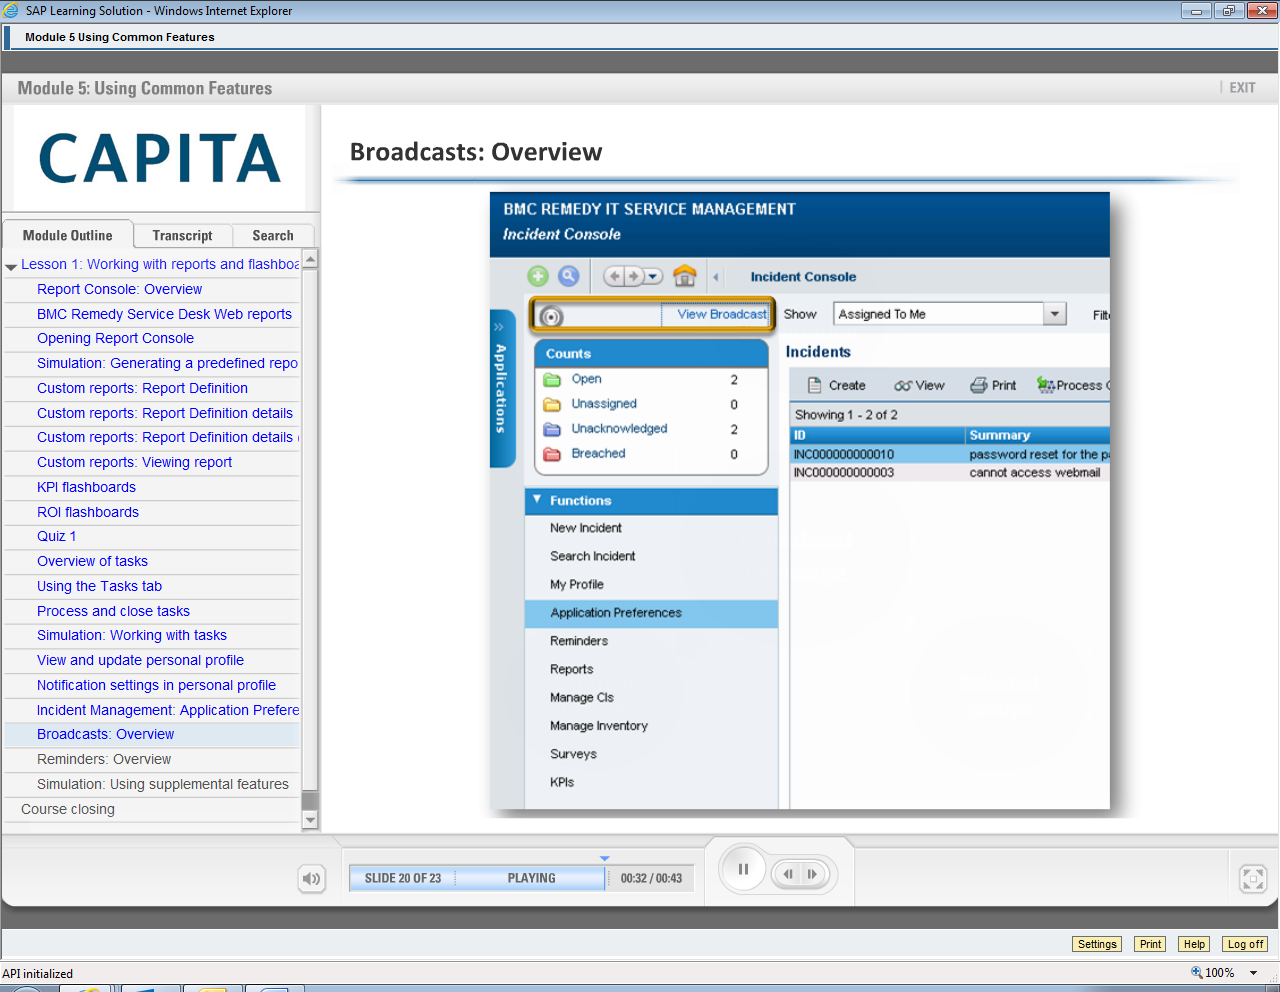 SAP Learning Solution - Windows Internet Explorer
Module 5 Using Common Features
Module 5: Using Common Features
EXIT
CAPITA
Module Outline
Transcript
Search
Lesson 1: Working with reports and flashboa
Report Console: Overview
BMC Remedy Service Desk Web reports
Opening Report Console
Simulation: Generating a predefined repo
Custom reports: Report Definition
Custom reports: Report Definition details
Custom reports: Report Definition details (
Custom reports: Viewing report
KPI flashboards
ROI flashboards
Quiz 1
Overview of tasks
Using the Tasks tab
Process and close tasks
Simulation: Working with tasks
View and update personal profile
Notification settings in personal profile
Incident Management: Application Prefere
Broadcasts: Overview
Reminders: Overview
Simulation: Using supplemental features
Course closing
Broadcasts: Overview
BMC REMEDY IT SERVICE MANAGEMENT
Incident Console
Incident Console
View Broadcast
Show
Assigned To Me
Filt
Applications
Counts
Open 2
Unassigned 0
Unacknowledged 2
Breached 0
Functions
New Incident
Search Incident
My Profile
Application Preferences
Reminders
Reports
Manage CIs
Manage Inventory
Surveys
KPIs
Incidents
Create View Print Process
Showing 1 - 2 of 2
ID Summary
INC000000000010 password reset for the p
INC000000000003 cannot access webmail
SLIDE 20 OF 23
PLAYING
00:32 / 00:43
Settings
Print
Help
Log off
API initialized
100%